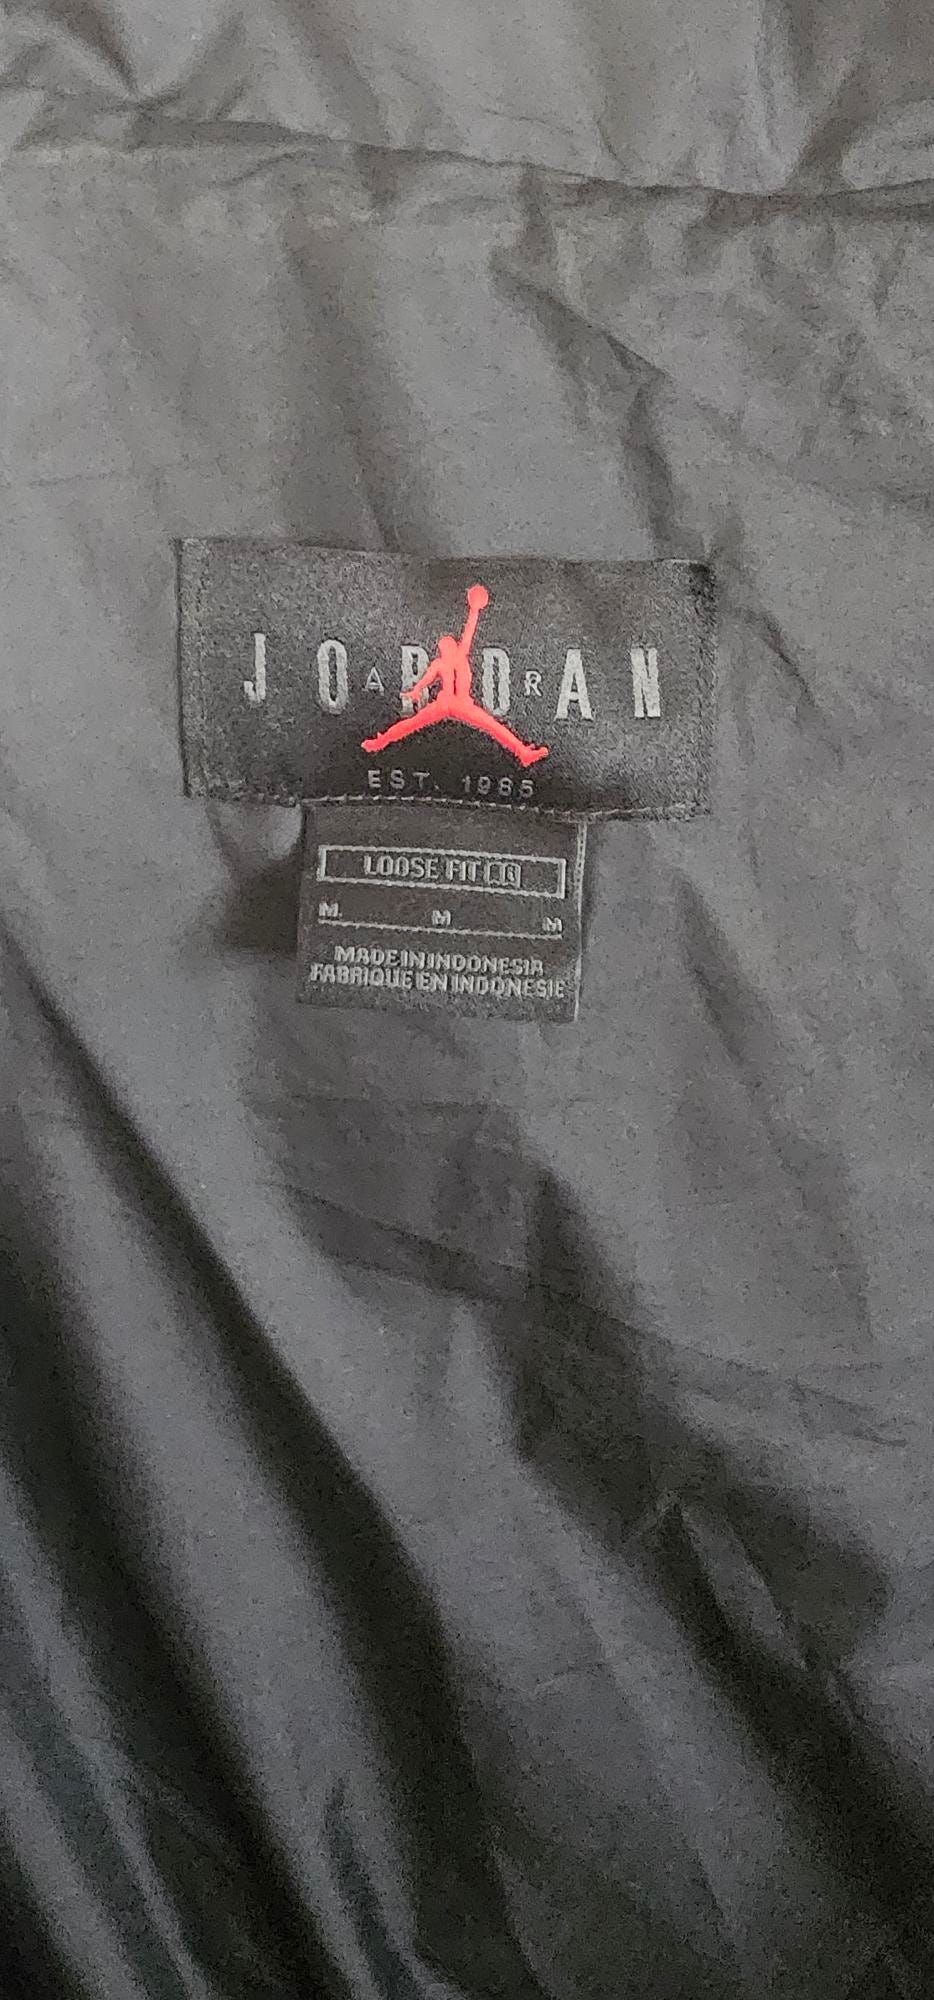 JORDAN
AIR
EST. 1985
LOOSE FIT
M M M
MADE IN INDONESIA
FABRIQUE EN INDONESIE